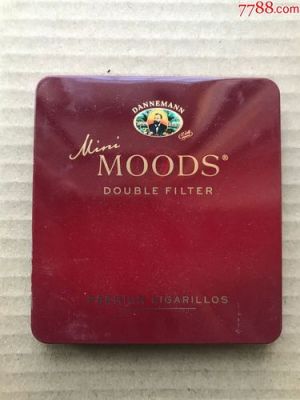 7788.com
DANNEMANN
Mini
MOODS®
DOUBLE FILTER
PREMIUM CIGARILLOS